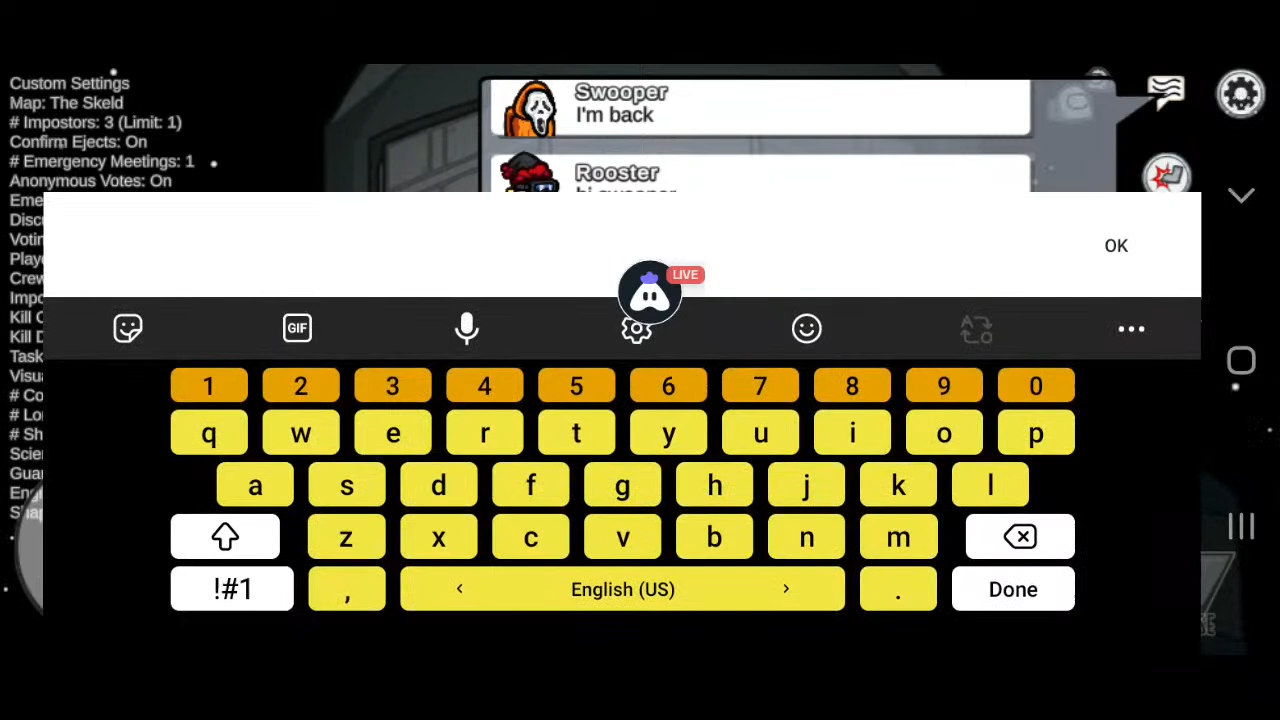 Custom Settings
Map: The Skeld
# Impostors: 3 (Limit: 1)
Confirm Ejects: On
# Emergency Meetings: 1
Anonymous Votes: On
Swooper
I'm back
Rooster
hi swooper
OK
LIVE
GIF
1 2 3 4 5 6 7 8 9 0
q w e r t y u i o p
a s d f g h j k l
z x c v b n m
!#1 , < English (US) > . Done